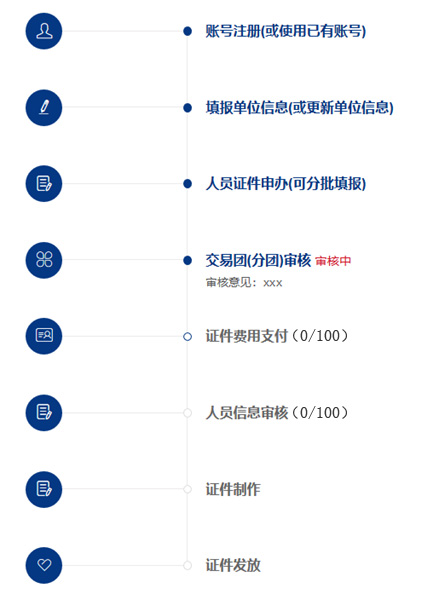 账号注册(或使用已有账号)
填报单位信息(或更新单位信息)
人员证件申办(可分批填报)
交易团(分团)审核 审核中
审核意见：xxx
证件费用支付（0/100）
人员信息审核（0/100）
证件制作
证件发放